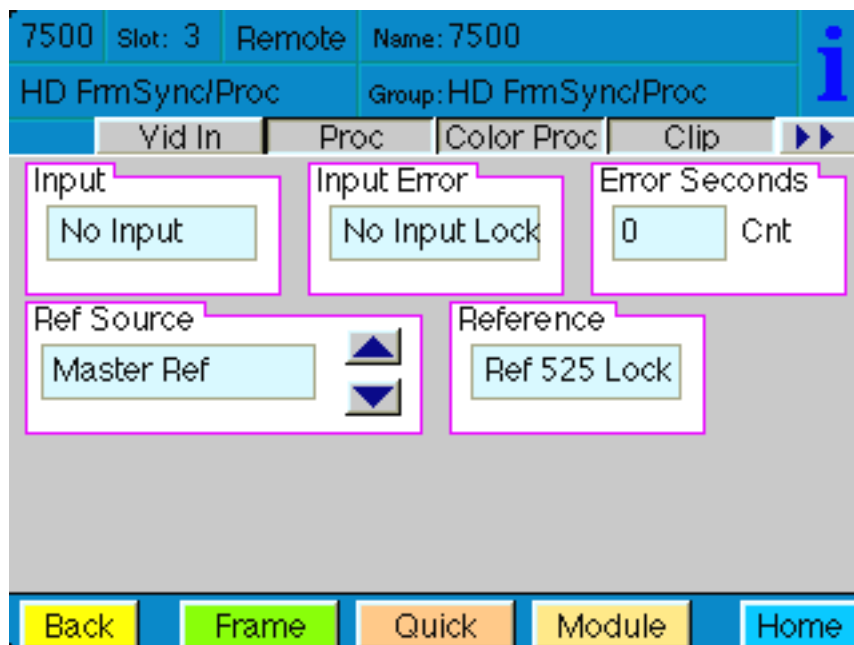 7500 Slot: 3 Remote Name: 7500
HD FrmSync/Proc Group: HD FrmSync/Proc
i
Vid In Proc Color Proc Clip
Input Input Error Error Seconds
No Input No Input Lock 0 Cnt
Ref Source Reference
Master Ref Ref 525 Lock
Back Frame Quick Module Home